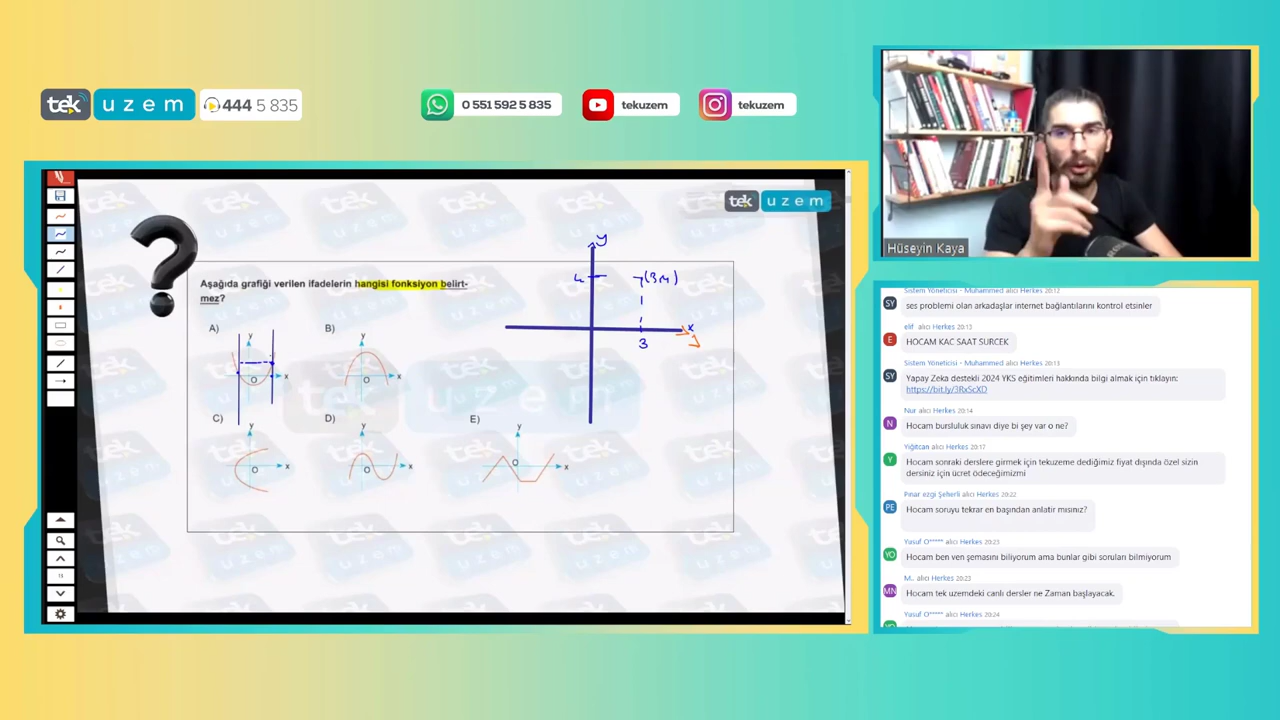 tek uzem 444 5 835
0 551 592 5 835
tekuzem
tekuzem
tek uzem
Aşağıda grafiği verilen ifadelerin hangisi fonksiyon belirt-
mez?
A)
B)
C)
D)
E)
y
x
O
y
x
O
y
x
O
y
x
O
y
x
O
y
4
x
3
Hüseyin Kaya
Sistem Yöneticisi - Muhammed alıcı Herkes 20:12
SY
ses problemi olan arkadaşlar internet bağlantılarını kontrol etsinler
elif alıcı Herkes 20:13
E
HOCAM KAC SAAT SURCEK
Sistem Yöneticisi - Muhammed alıcı Herkes 20:13
SY
Yapay Zeka destekli 2024 YKS eğitimleri hakkında bilgi almak için tıklayın:
https://bit.ly/3RxScXD
Nur alıcı Herkes 20:14
N
Hocam bursluluk sınavı diye bi şey var o ne?
Yiğitcan alıcı Herkes 20:17
Y
Hocam sonraki derslere girmek için tekuzeme dediğimiz fiyat dışında özel sizin
dersiniz için ücret ödeceğimizmi
Pınar ezgi Şeherli alıcı Herkes 20:22
PE
Hocam soruyu tekrar en başından anlatir mısınız?
Yusuf O***** alıcı Herkes 20:23
YO
Hocam ben ven şemasını biliyorum ama bunlar gibi soruları bilmiyorum
M.. alıcı Herkes 20:23
MN
Hocam tek uzemdeki canlı dersler ne Zaman başlayacak.
Yusuf O***** alıcı Herkes 20:24